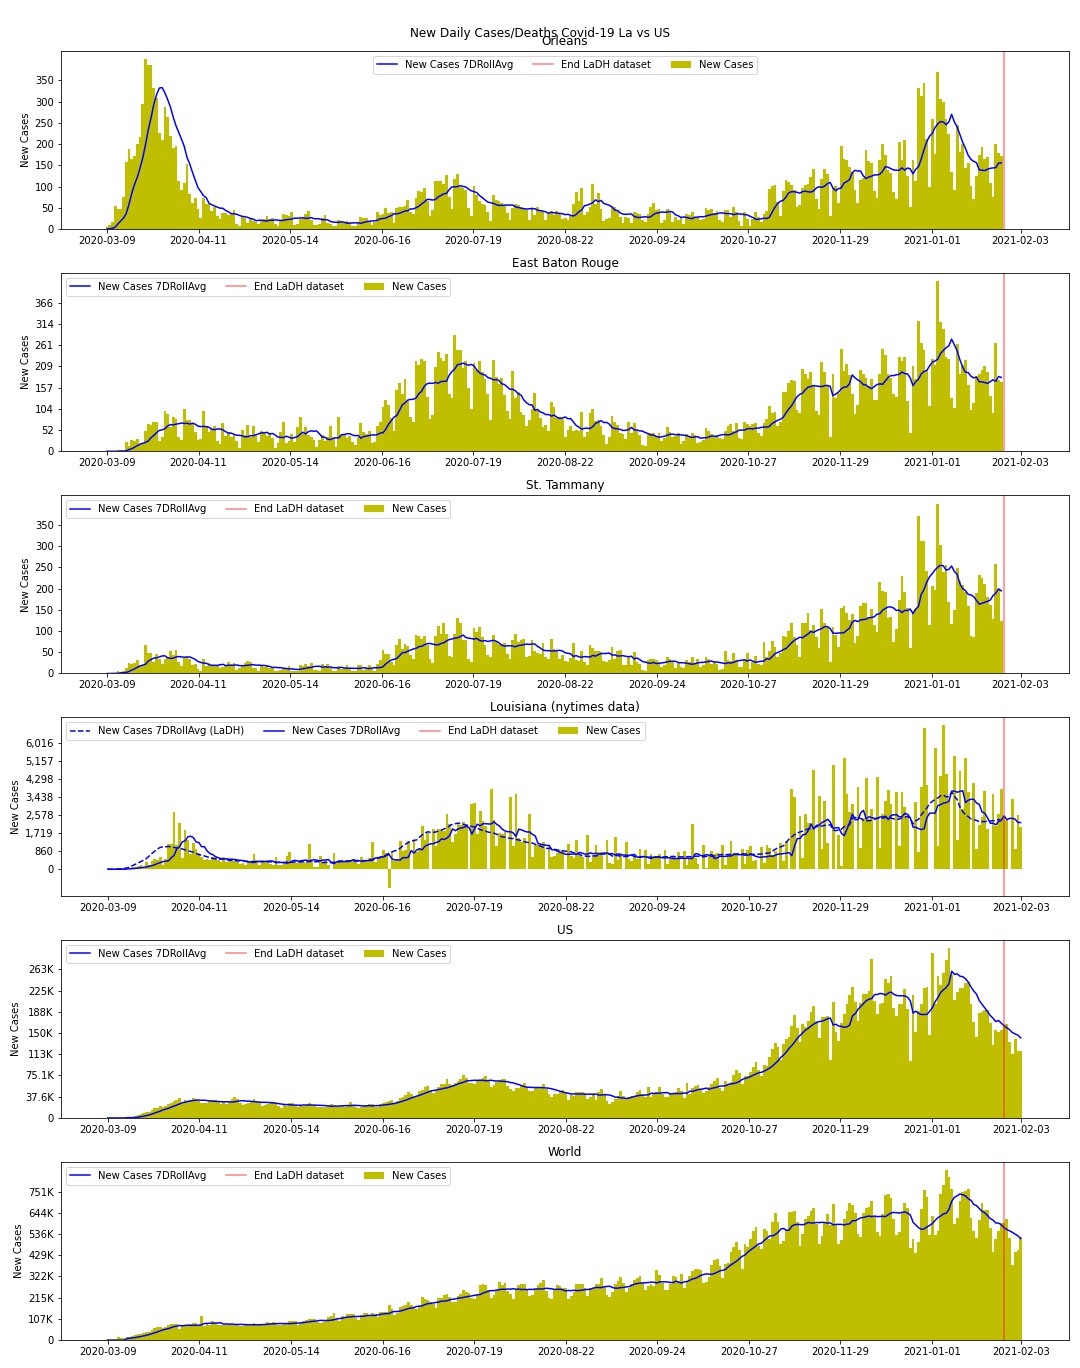 New Daily Cases/Deaths Covid-19 La vs US
Orleans
New Cases 7DRollAvg End LaDH dataset New Cases
New Cases
350
300
250
200
150
100
50
0
2020-03-09 2020-04-11 2020-05-14 2020-06-16 2020-07-19 2020-08-22 2020-09-24 2020-10-27 2020-11-29 2021-01-01 2021-02-03
East Baton Rouge
New Cases 7DRollAvg End LaDH dataset New Cases
New Cases
366
314
261
209
157
104
52
0
2020-03-09 2020-04-11 2020-05-14 2020-06-16 2020-07-19 2020-08-22 2020-09-24 2020-10-27 2020-11-29 2021-01-01 2021-02-03
St. Tammany
New Cases 7DRollAvg End LaDH dataset New Cases
New Cases
350
300
250
200
150
100
50
0
2020-03-09 2020-04-11 2020-05-14 2020-06-16 2020-07-19 2020-08-22 2020-09-24 2020-10-27 2020-11-29 2021-01-01 2021-02-03
Louisiana (nytimes data)
New Cases 7DRollAvg (LaDH) New Cases 7DRollAvg End LaDH dataset New Cases
New Cases
6,016
5,157
4,298
3,438
2,578
1,719
860
0
2020-03-09 2020-04-11 2020-05-14 2020-06-16 2020-07-19 2020-08-22 2020-09-24 2020-10-27 2020-11-29 2021-01-01 2021-02-03
US
New Cases 7DRollAvg End LaDH dataset New Cases
New Cases
263K
225K
188K
150K
113K
75.1K
37.6K
0
2020-03-09 2020-04-11 2020-05-14 2020-06-16 2020-07-19 2020-08-22 2020-09-24 2020-10-27 2020-11-29 2021-01-01 2021-02-03
World
New Cases 7DRollAvg End LaDH dataset New Cases
New Cases
751K
644K
536K
429K
322K
215K
107K
0
2020-03-09 2020-04-11 2020-05-14 2020-06-16 2020-07-19 2020-08-22 2020-09-24 2020-10-27 2020-11-29 2021-01-01 2021-02-03